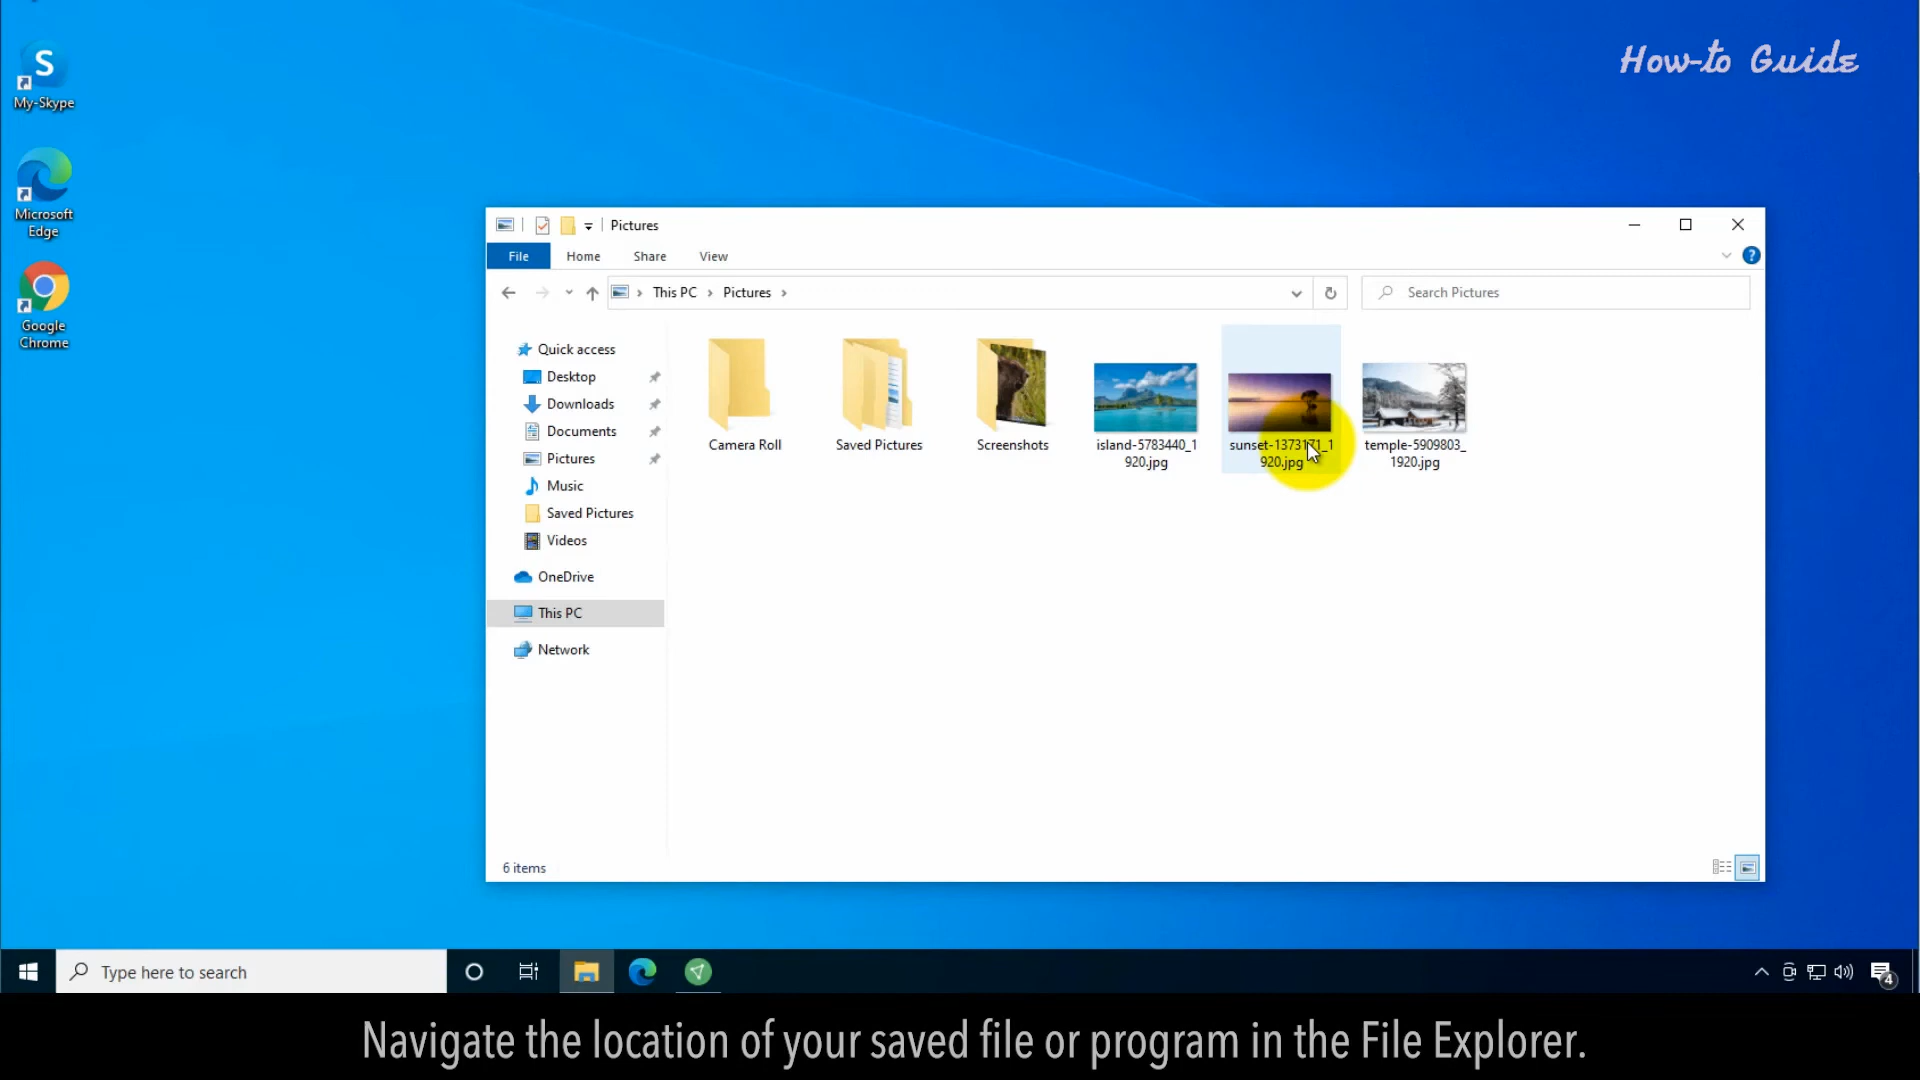 How-to Guide
S
My-Skype
Microsoft
Edge
Google
Chrome
Pictures
File
Home
Share
View
?
This PC
Pictures
Search Pictures
Quick access
Desktop
Downloads
Documents
Pictures
Music
Saved Pictures
Videos
OneDrive
This PC
Network
Camera Roll
Saved Pictures
Screenshots
island-5783440_1
920.jpg
sunset-1373171_1
920.jpg
temple-5909803_
1920.jpg
6 items
Type here to search
4
Navigate the location of your saved file or program in the File Explorer.